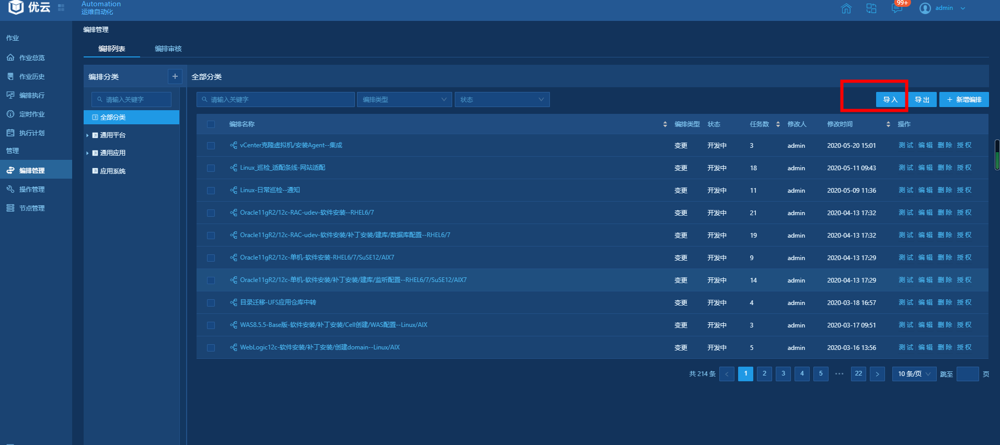 优云
Automation
运维自动化
99+
admin
作业
作业总览
作业历史
编排执行
定时作业
执行计划
管理
编排管理
操作管理
节点管理
编排管理
编排列表 编排审核
编排分类 +
请输入关键字
全部分类
通用平台
通用应用
应用系统
全部分类
请输入关键字 编排类型 状态 导入 导出 + 新增编排
编排名称 编排类型 状态 任务数 修改人 修改时间 操作
vCenter克隆虚拟机/安装Agent--集成 变更 开发中 3 admin 2020-05-20 15:01 测试 编辑 删除 授权
Linux_巡检_适配条线-网站适配 变更 开发中 18 admin 2020-05-11 09:43 测试 编辑 删除 授权
Linux-日常巡检--通知 变更 开发中 11 admin 2020-05-09 11:36 测试 编辑 删除 授权
Oracle11gR2/12c-RAC-udev-软件安装--RHEL6/7 变更 开发中 21 admin 2020-04-13 17:32 测试 编辑 删除 授权
Oracle11gR2/12c-RAC-udev-软件安装/补丁安装/建库/数据库配置--RHEL6/7 变更 开发中 19 admin 2020-04-13 17:32 测试 编辑 删除 授权
Oracle11gR2/12c-单机-软件安装-RHEL6/7/SuSE12/AIX7 变更 开发中 9 admin 2020-04-13 17:29 测试 编辑 删除 授权
Oracle11gR2/12c-单机-软件安装/补丁安装/建库/监听配置--RHEL6/7/SuSE12/AIX7 变更 开发中 14 admin 2020-04-13 17:29 测试 编辑 删除 授权
目录迁移-UFS应用仓库中转 变更 开发中 4 admin 2020-03-18 16:57 测试 编辑 删除 授权
WAS8.5.5-Base版-软件安装/补丁安装/Cell创建/WAS配置--Linux/AIX 变更 开发中 3 admin 2020-03-17 09:51 测试 编辑 删除 授权
WebLogic12c-软件安装/补丁安装/创建domain--Linux/AIX 变更 开发中 5 admin 2020-03-16 13:56 测试 编辑 删除 授权
共 214 条 < 1 2 3 4 5 ••• 22 > 10 条/页 跳至 页